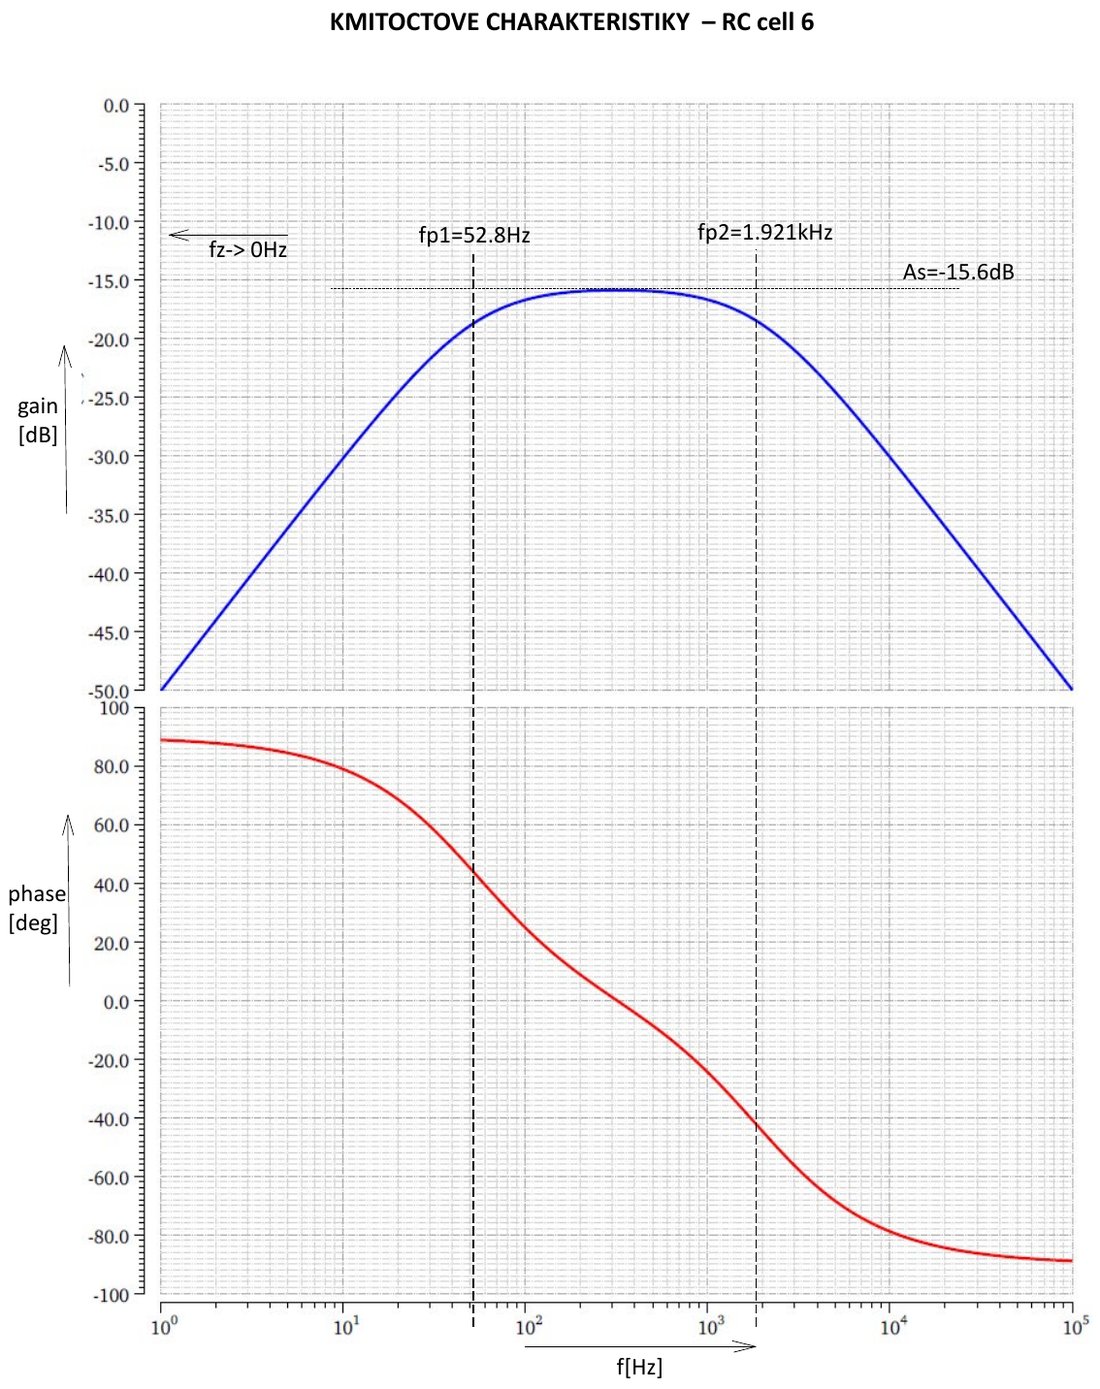 KMITOCTOVE CHARAKTERISTIKY – RC cell 6
0.0
-5.0
-10.0
fz-> 0Hz
fp1=52.8Hz
fp2=1.921kHz
As=-15.6dB
-15.0
-20.0
-25.0
gain
[dB]
-30.0
-35.0
-40.0
-45.0
-50.0
100
80.0
60.0
40.0
phase
[deg]
20.0
0.0
-20.0
-40.0
-60.0
-80.0
-100
10⁰ 10¹ 10² 10³ 10⁴ 10⁵
f[Hz]